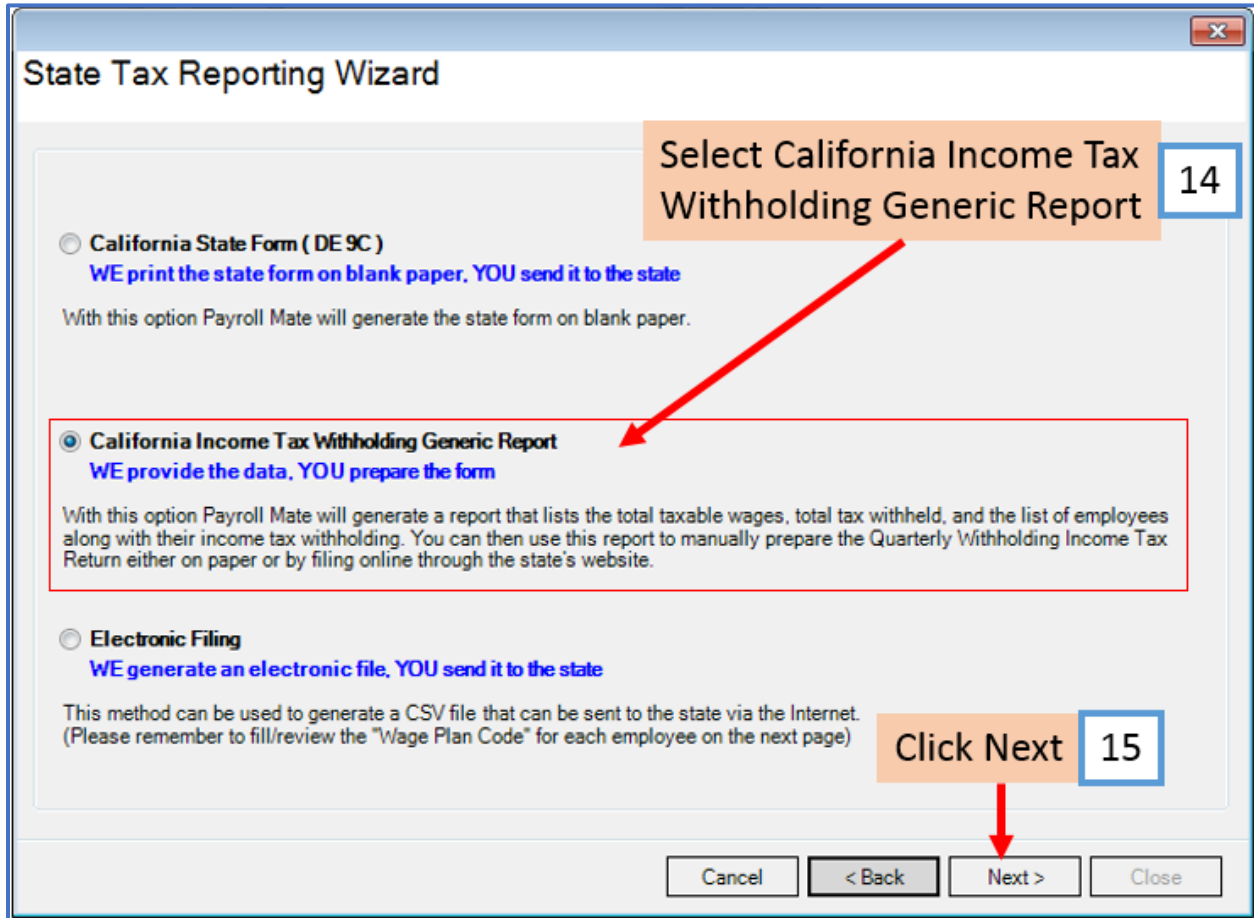 State Tax Reporting Wizard
Select California Income Tax
Withholding Generic Report
14
California State Form ( DE 9C )
WE print the state form on blank paper, YOU send it to the state
With this option Payroll Mate will generate the state form on blank paper.
California Income Tax Withholding Generic Report
WE provide the data, YOU prepare the form
With this option Payroll Mate will generate a report that lists the total taxable wages, total tax withheld, and the list of employees
along with their income tax withholding. You can then use this report to manually prepare the Quarterly Withholding Income Tax
Return either on paper or by filing online through the state's website.
Electronic Filing
WE generate an electronic file, YOU send it to the state
This method can be used to generate a CSV file that can be sent to the state via the Internet.
(Please remember to fill/review the "Wage Plan Code" for each employee on the next page)
Click Next
15
Cancel
< Back
Next >
Close